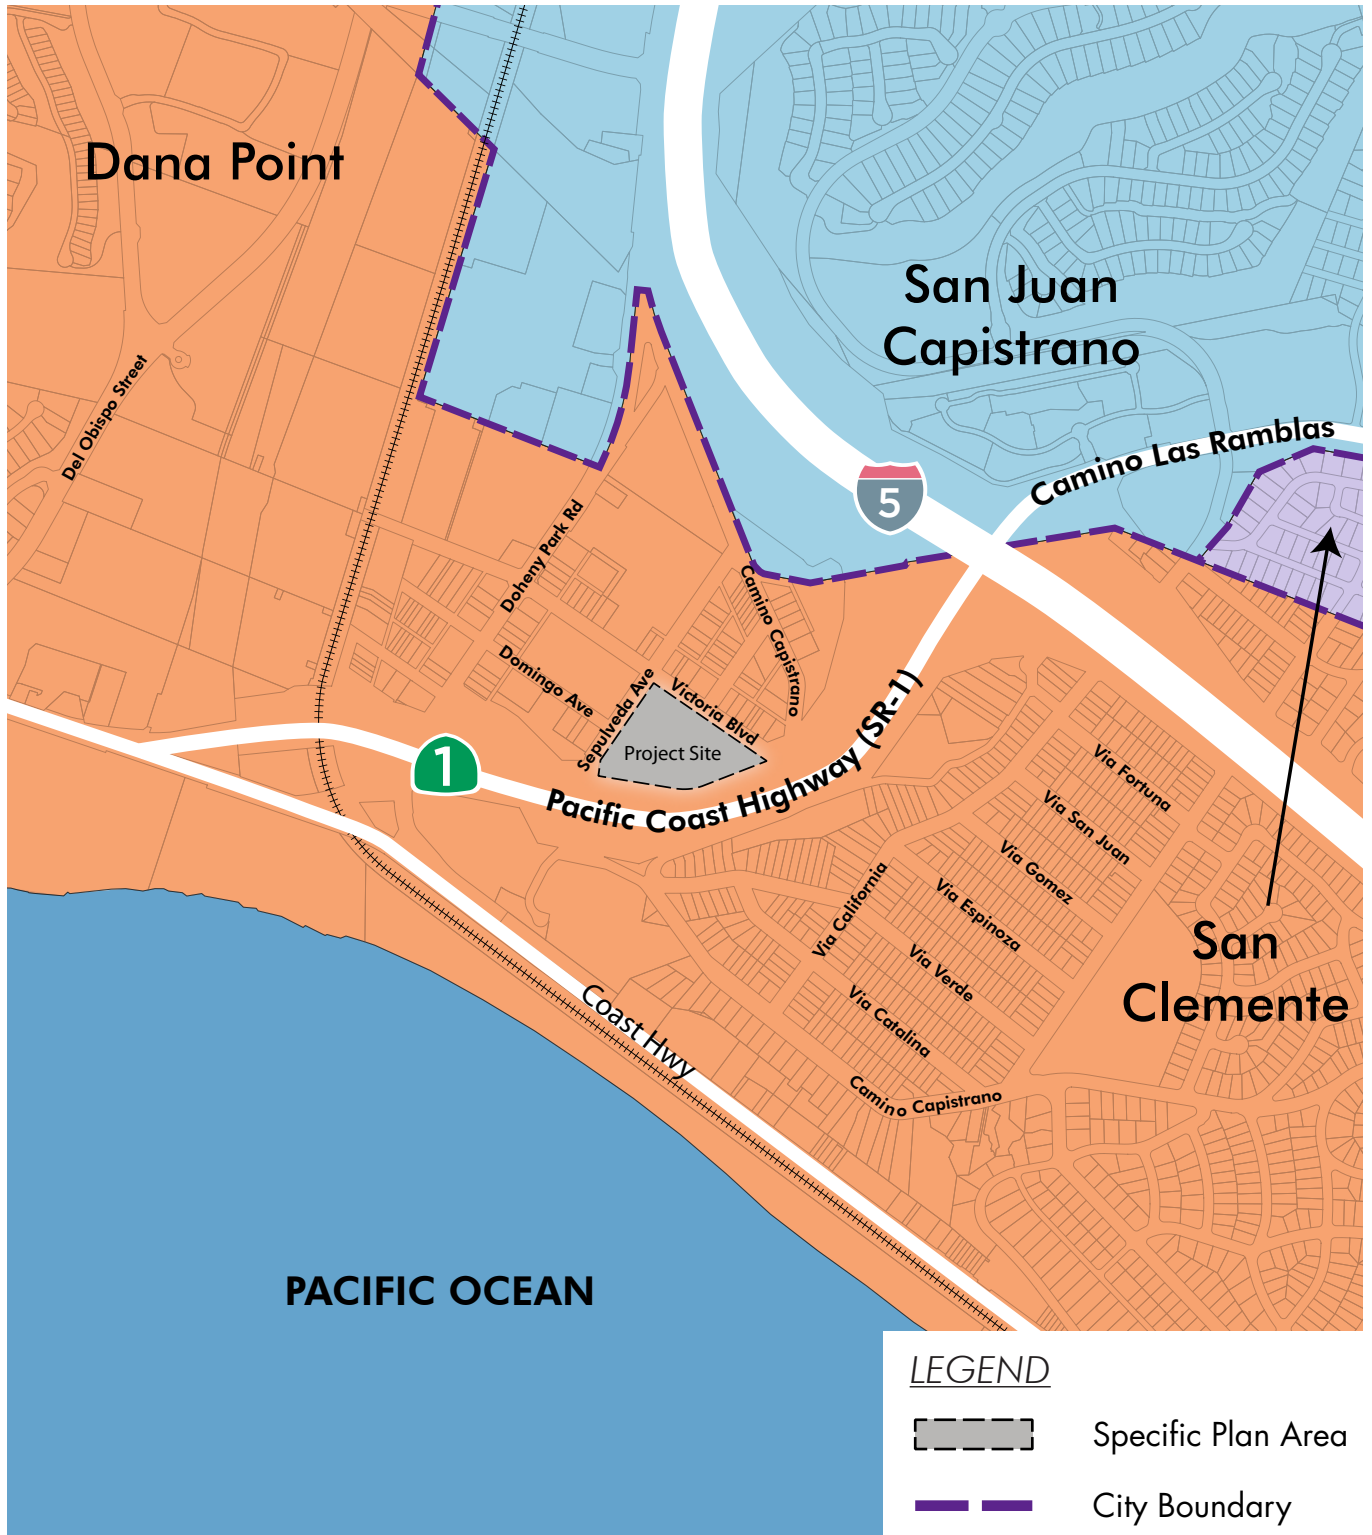 Dana Point
San Juan
Capistrano
Del Obispo Street
Camino Las Ramblas
5
Doheny Park Rd
Camino Capistrano
Domingo Ave
Sepulveda Ave
Victoria Blvd
Project Site
1
Pacific Coast Highway (SR-1)
Via Fortuna
Via San Juan
Via Gomez
Via California
Via Espinoza
Via Verde
Via Catalina
San
Clemente
Coast Hwy
Camino Capistrano
PACIFIC OCEAN
LEGEND
Specific Plan Area
City Boundary